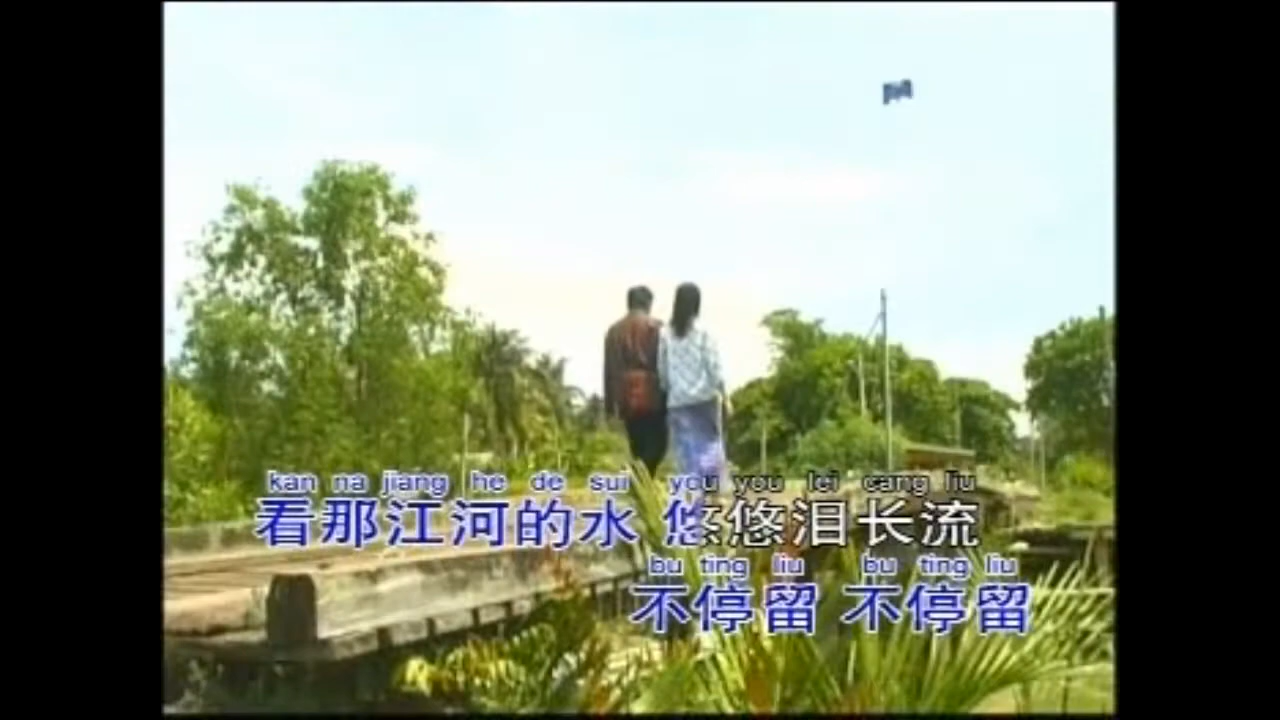 kan na jiang he de sui you you lei cang liu
看那江河的水 悠悠泪长流
bu ting liu bu ting liu
不停留 不停留